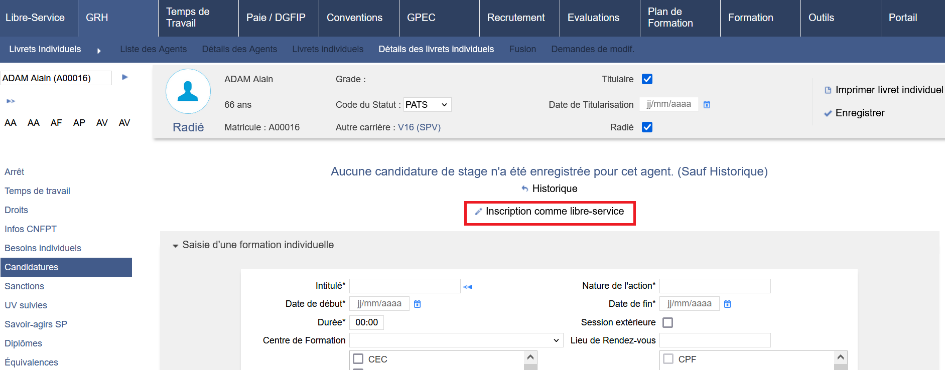 Libre-Service GRH Temps de Travail Paie / DGFIP Conventions GPEC Recrutement Evaluations Plan de Formation Formation Outils Portail
Livrets Individuels Liste des Agents Détails des Agents Livrets individuels Détails des livrets individuels Fusion Demandes de modif.
ADAM Alain (A00016)
AA AA AF AP AV AV
ADAM Alain Grade : Titulaire
66 ans Code du Statut : PATS Date de Titularisation jj/mm/aaaa
Radié Matricule : A00016 Autre carrière : V16 (SPV) Radié
Imprimer livret individuel
Enregistrer
Arrêt
Temps de travail
Droits
Infos CNFPT
Besoins individuels
Candidatures
Sanctions
UV suivies
Savoir-agirs SP
Diplômes
Équivalences
Aucune candidature de stage n'a été enregistrée pour cet agent. (Sauf Historique)
Historique
Inscription comme libre-service
Saisie d'une formation individuelle
Intitulé* Nature de l'action*
Date de début* jj/mm/aaaa Date de fin* jj/mm/aaaa
Durée* 00:00 Session extérieure
Centre de Formation Lieu de Rendez-vous
CEC CPF